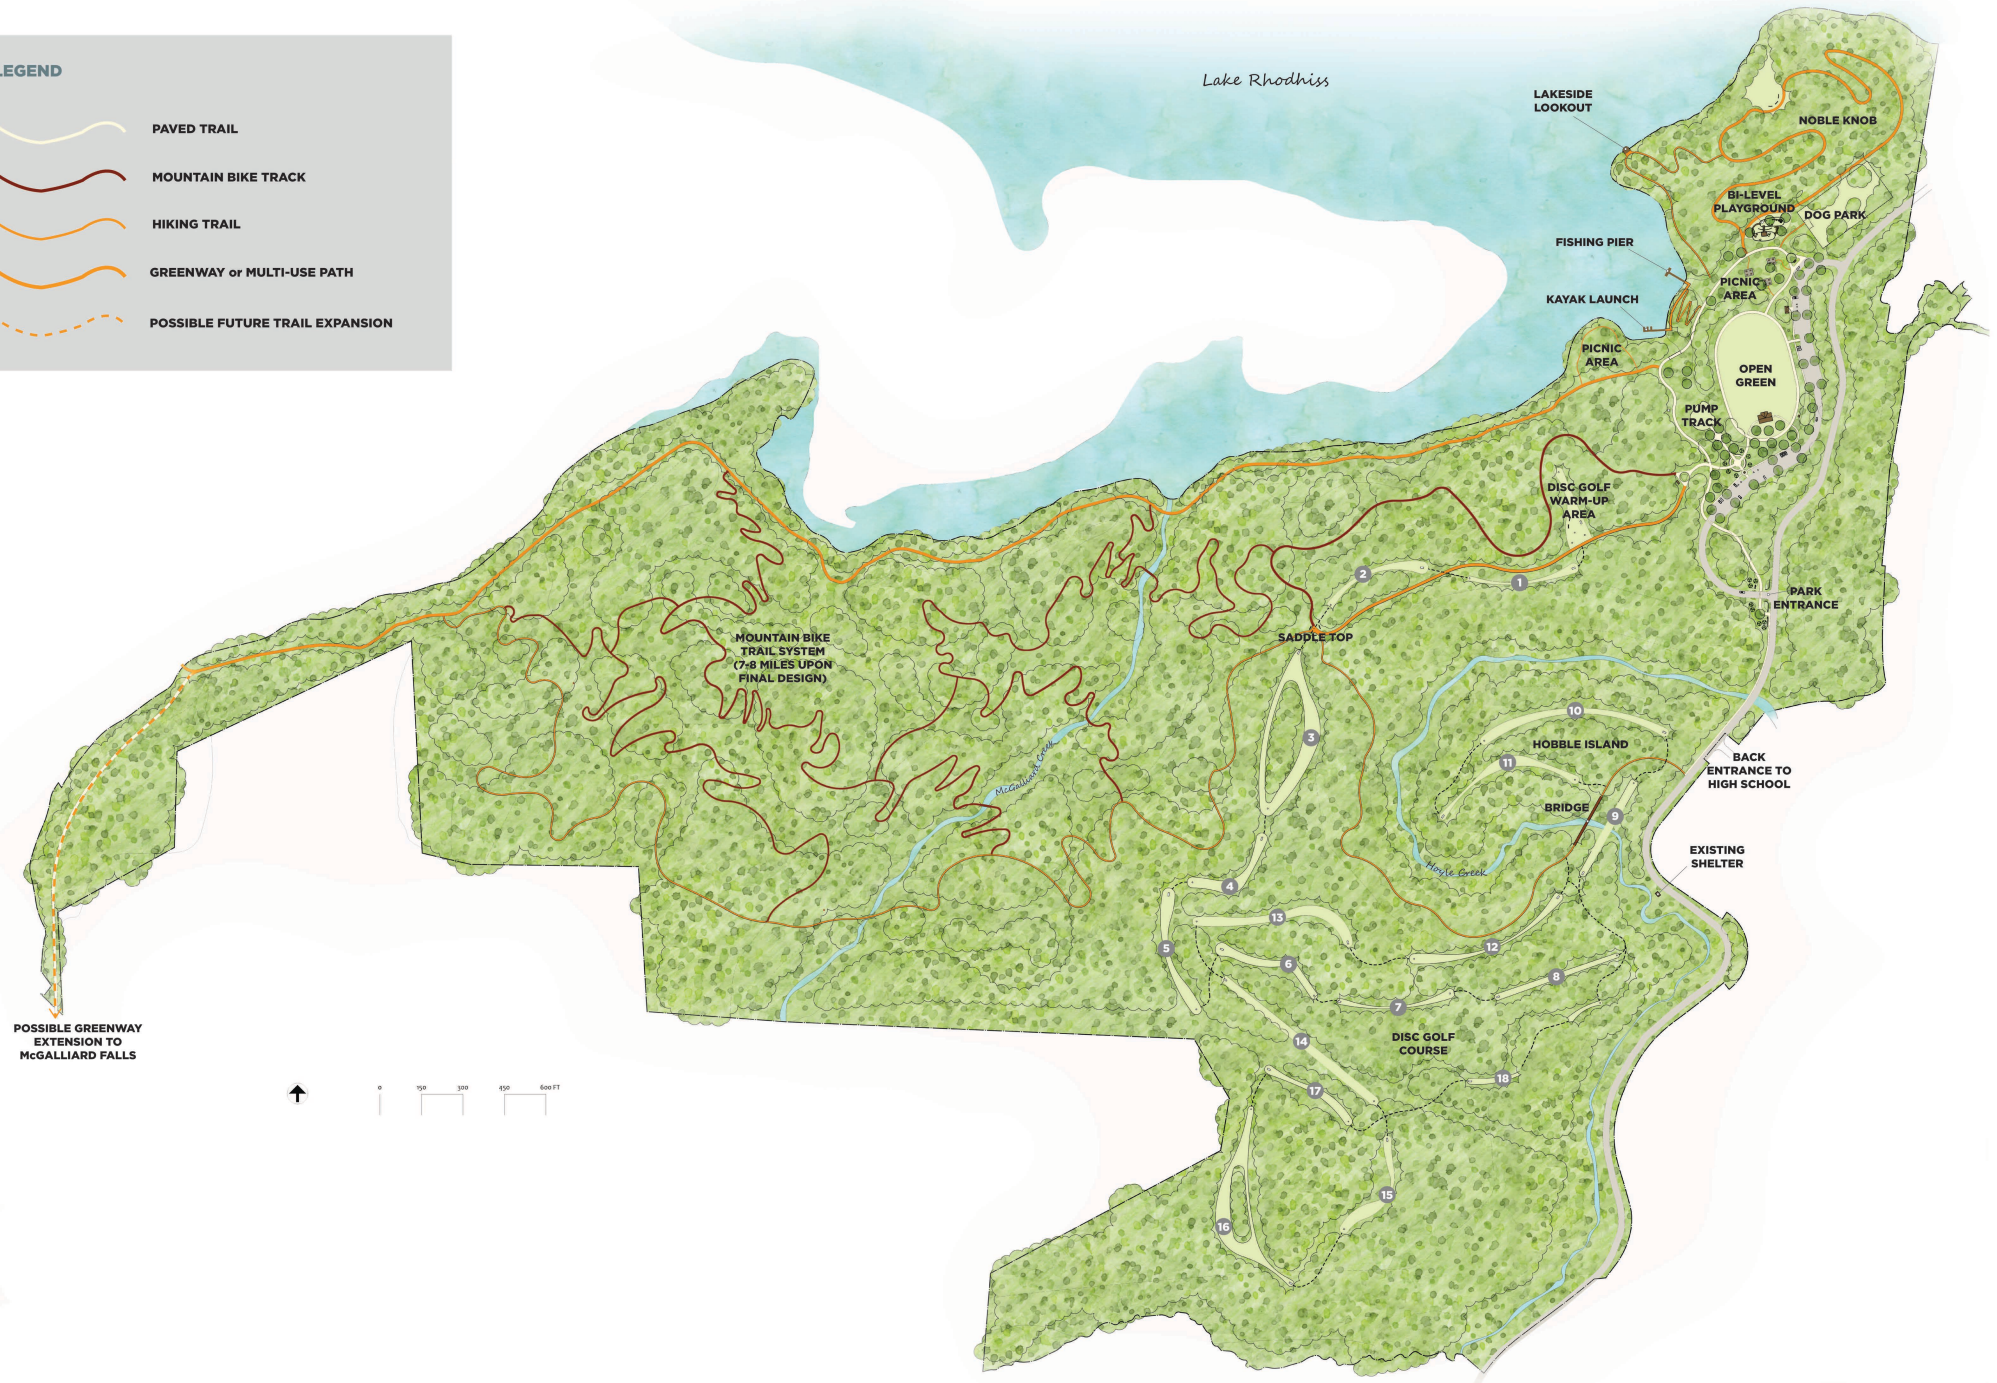 LEGEND
PAVED TRAIL
MOUNTAIN BIKE TRACK
HIKING TRAIL
GREENWAY or MULTI-USE PATH
POSSIBLE FUTURE TRAIL EXPANSION
Lake Rhodhiss
LAKESIDE
LOOKOUT
NOBLE KNOB
BI-LEVEL
PLAYGROUND
DOG PARK
FISHING PIER
PICNIC
AREA
KAYAK LAUNCH
PICNIC
AREA
OPEN
GREEN
PUMP
TRACK
DISC GOLF
WARM-UP
AREA
2
1
PARK
ENTRANCE
SADDLE TOP
MOUNTAIN BIKE
TRAIL SYSTEM
(7-8 MILES UPON
FINAL DESIGN)
10
3
HOBBLE ISLAND
11
BACK
ENTRANCE TO
HIGH SCHOOL
McGalliard Creek
BRIDGE
9
EXISTING
SHELTER
Hoyle Creek
4
13
5
12
6
8
7
DISC GOLF
COURSE
14
18
17
15
16
POSSIBLE GREENWAY
EXTENSION TO
McGALLIARD FALLS
0 150 300 450 600 FT